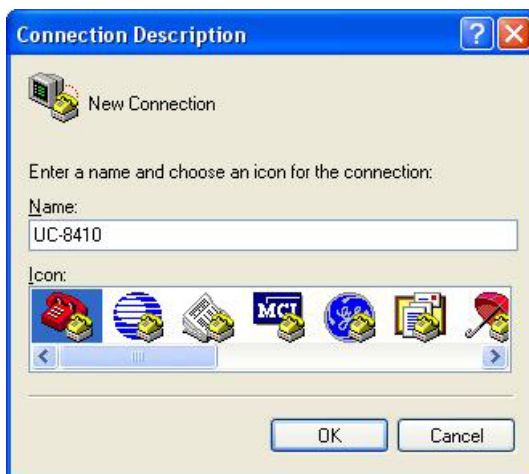 Connection Description
New Connection
Enter a name and choose an icon for the connection:
Name:
UC-8410
Icon:
MCI
OK Cancel